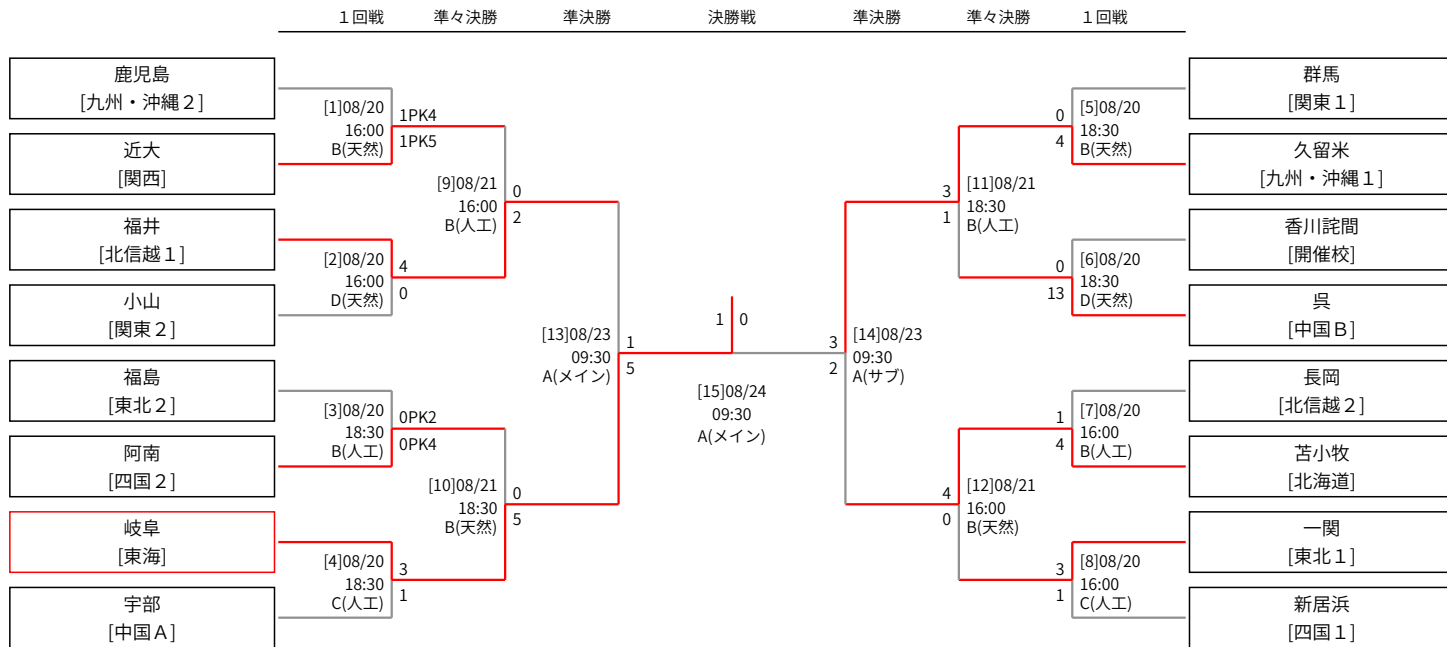 １回戦 準々決勝 準決勝 決勝戦 準決勝 準々決勝 １回戦
鹿児島
[九州・沖縄２]
近大
[関西]
福井
[北信越１]
小山
[関東２]
福島
[東北２]
阿南
[四国２]
岐阜
[東海]
宇部
[中国Ａ]
[1]08/20
16:00
B(天然)
1PK4
1PK5
[2]08/20
16:00
D(天然)
4
0
[3]08/20
18:30
B(人工)
0PK2
0PK4
[4]08/20
18:30
C(人工)
3
1
[9]08/21
16:00
B(人工)
0
2
[10]08/21
18:30
B(天然)
0
5
[13]08/23
09:30
A(メイン)
1
5
1 0
[15]08/24
09:30
A(メイン)
3
2
[14]08/23
09:30
A(サブ)
3
1
[11]08/21
18:30
B(人工)
4
0
[12]08/21
16:00
B(天然)
0
4
[5]08/20
18:30
B(天然)
0
13
[6]08/20
18:30
D(天然)
1
4
[7]08/20
16:00
B(人工)
3
1
[8]08/20
16:00
C(人工)
群馬
[関東１]
久留米
[九州・沖縄１]
香川詫間
[開催校]
呉
[中国Ｂ]
長岡
[北信越２]
苫小牧
[北海道]
一関
[東北１]
新居浜
[四国１]